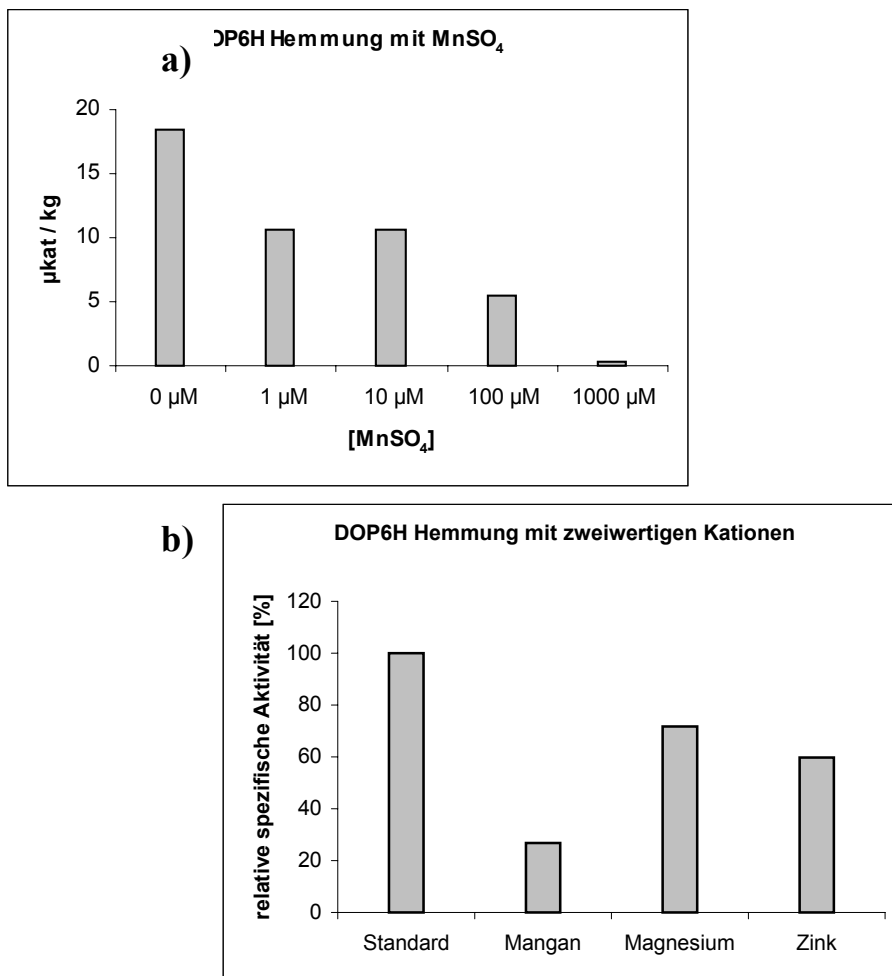 a)
OP6H Hemmung mit MnSO₄
µkat / kg
20
15
10
5
0
0 µM 1 µM 10 µM 100 µM 1000 µM
[MnSO₄]
b)
DOP6H Hemmung mit zweiwertigen Kationen
relative spezifische Aktivität [%]
120
100
80
60
40
20
0
Standard Mangan Magnesium Zink